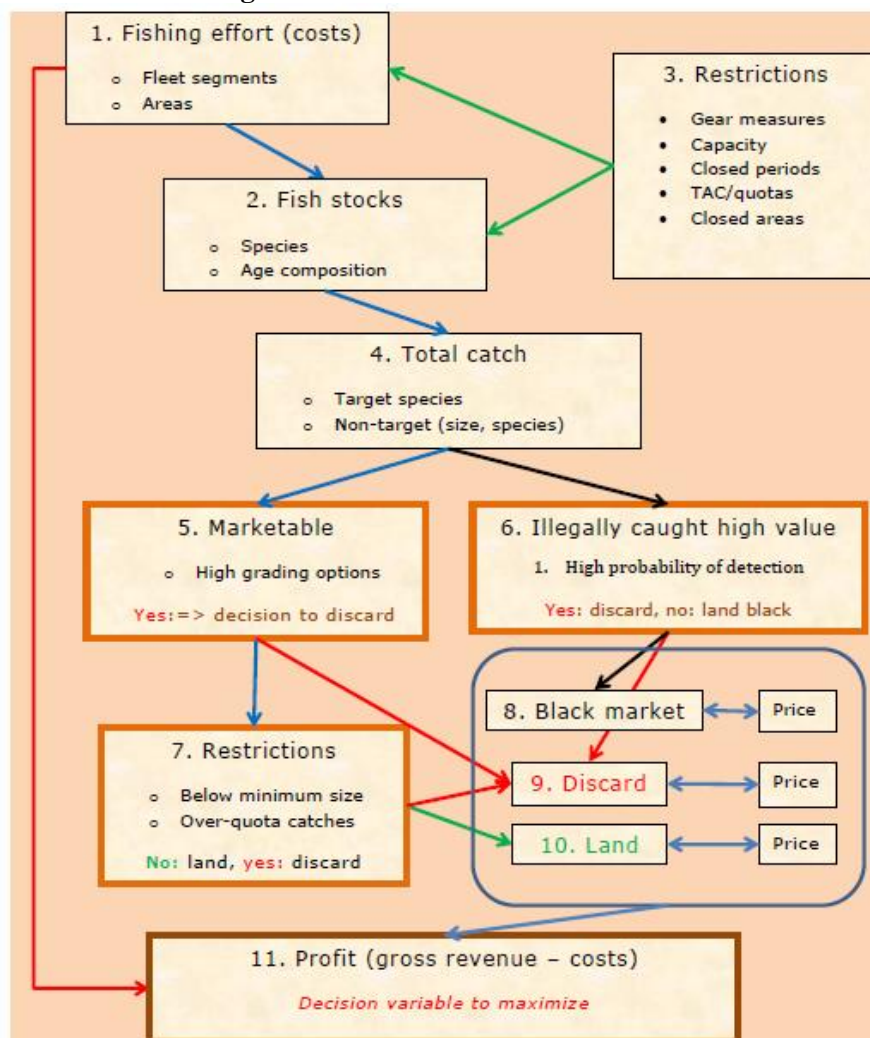 1. Fishing effort (costs)
o Fleet segments
o Areas
3. Restrictions
• Gear measures
• Capacity
• Closed periods
• TAC/quotas
• Closed areas
2. Fish stocks
o Species
o Age composition
4. Total catch
o Target species
o Non-target (size, species)
5. Marketable
o High grading options
Yes:=> decision to discard
6. Illegally caught high value
1. High probability of detection
Yes: discard, no: land black
7. Restrictions
o Below minimum size
o Over-quota catches
No: land, yes: discard
8. Black market
Price
9. Discard
Price
10. Land
Price
11. Profit (gross revenue – costs)
Decision variable to maximize